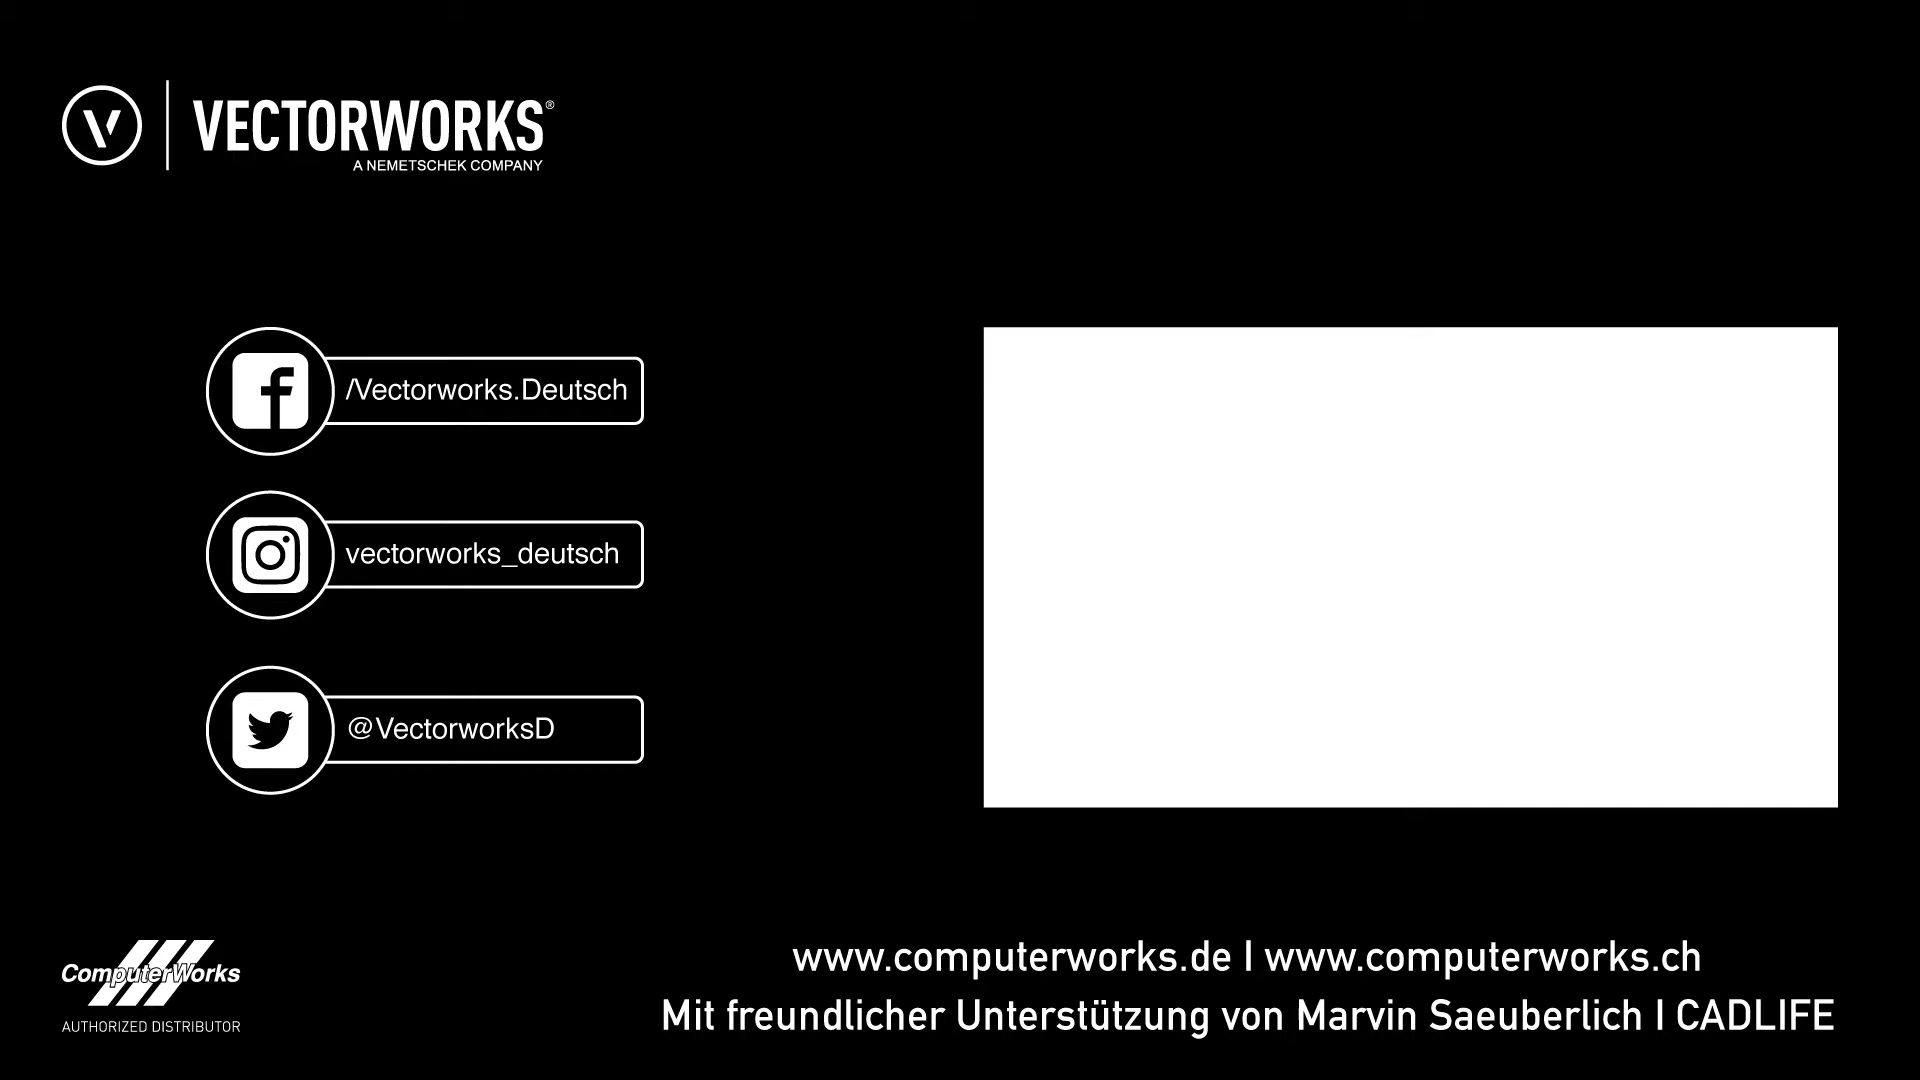 VECTORWORKS®
A NEMETSCHEK COMPANY
/Vectorworks.Deutsch
vectorworks_deutsch
@VectorworksD
ComputerWorks
AUTHORIZED DISTRIBUTOR
www.computerworks.de I www.computerworks.ch
Mit freundlicher Unterstützung von Marvin Saeuberlich I CADLIFE